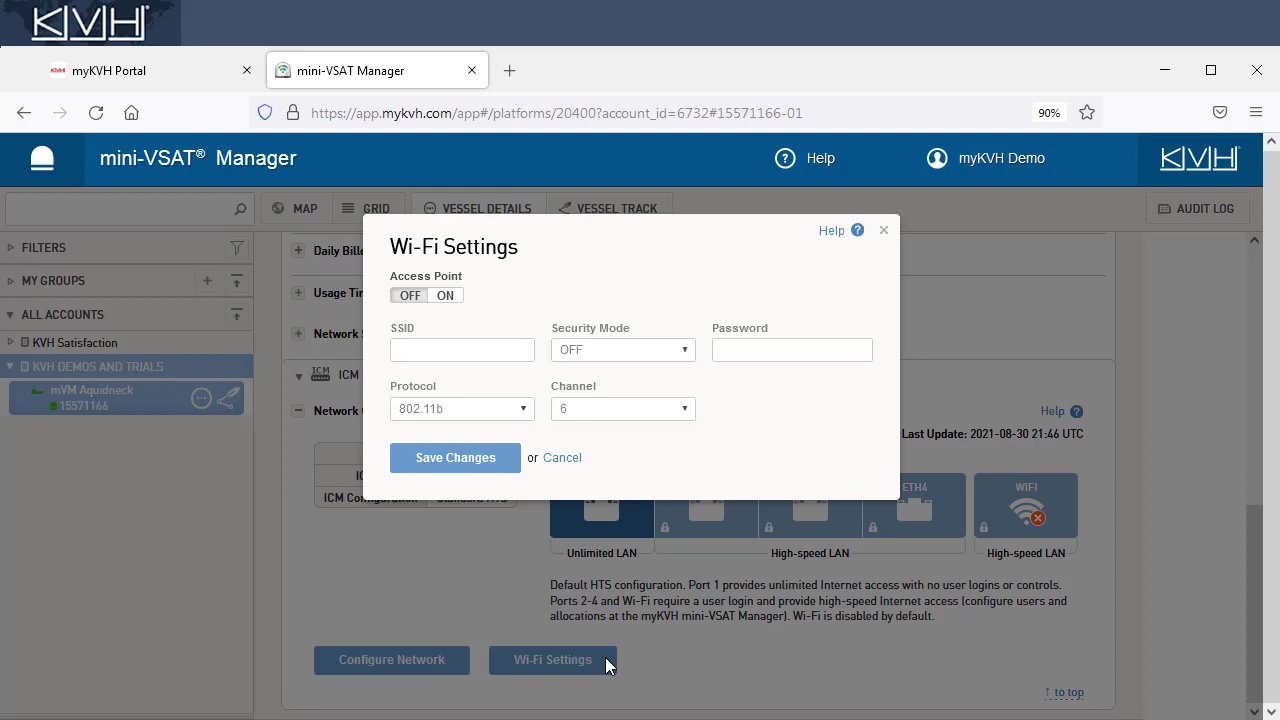 KVH
KVH myKVH Portal
mini-VSAT Manager
https://app.mykvh.com/app#/platforms/20400?account_id=6732#15571166-01
90%
mini-VSAT® Manager
? Help
myKVH Demo
KVH
MAP
GRID
VESSEL DETAILS
VESSEL TRACK
AUDIT LOG
FILTERS
MY GROUPS
ALL ACCOUNTS
KVH Satisfaction
KVH DEMOS AND TRIALS
mVM Aquidneck
15571166
Daily Bille
Usage Tir
Network S
ICM
Network C
Help ?
Last Update: 2021-08-30 21:46 UTC
Wi-Fi Settings
Help ?
Access Point
OFF ON
SSID
Security Mode
Password
OFF
Protocol
Channel
802.11b
6
Save Changes or Cancel
ETH4
WIFI
ICM Configuration
Standard HTS
Unlimited LAN
High-speed LAN
High-speed LAN
Default HTS configuration. Port 1 provides unlimited Internet access with no user logins or controls.
Ports 2-4 and Wi-Fi require a user login and provide high-speed Internet access (configure users and
allocations at the myKVH mini-VSAT Manager). Wi-Fi is disabled by default.
Configure Network
Wi-Fi Settings
↑ to top